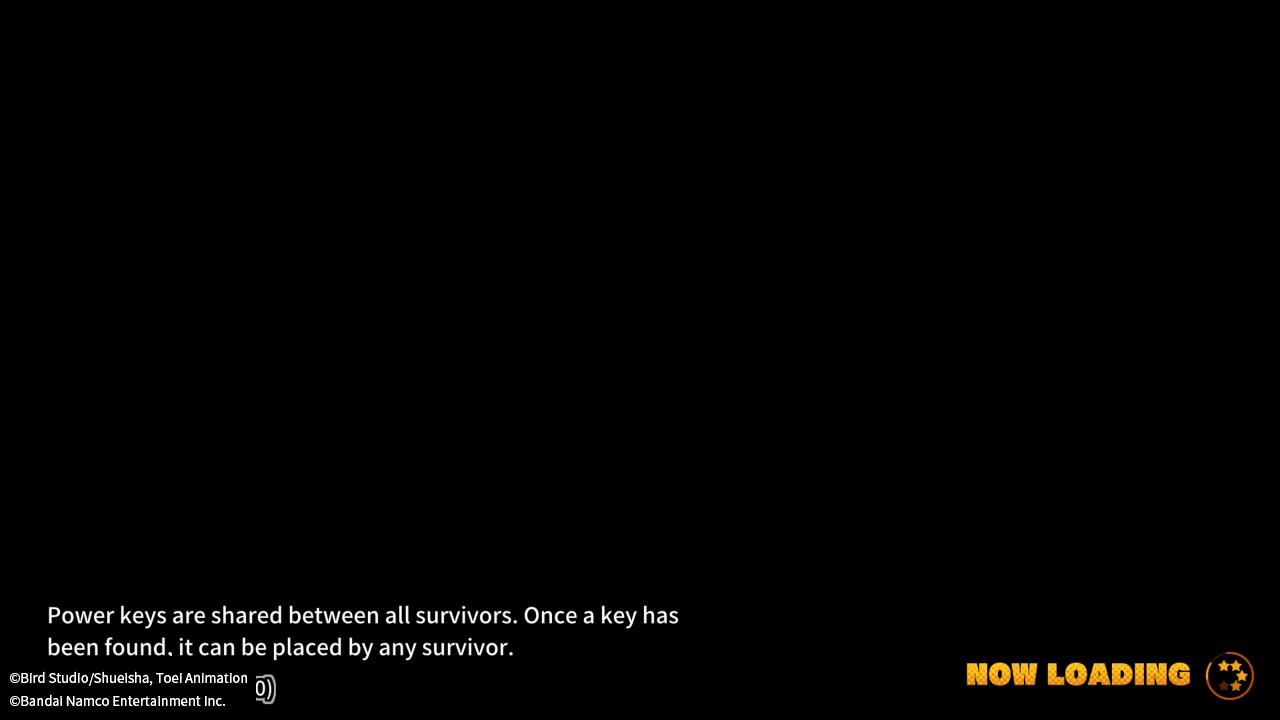 Power keys are shared between all survivors. Once a key has
been found, it can be placed by any survivor.
©Bird Studio/Shueisha, Toei Animation
©Bandai Namco Entertainment Inc.
NOW LOADING